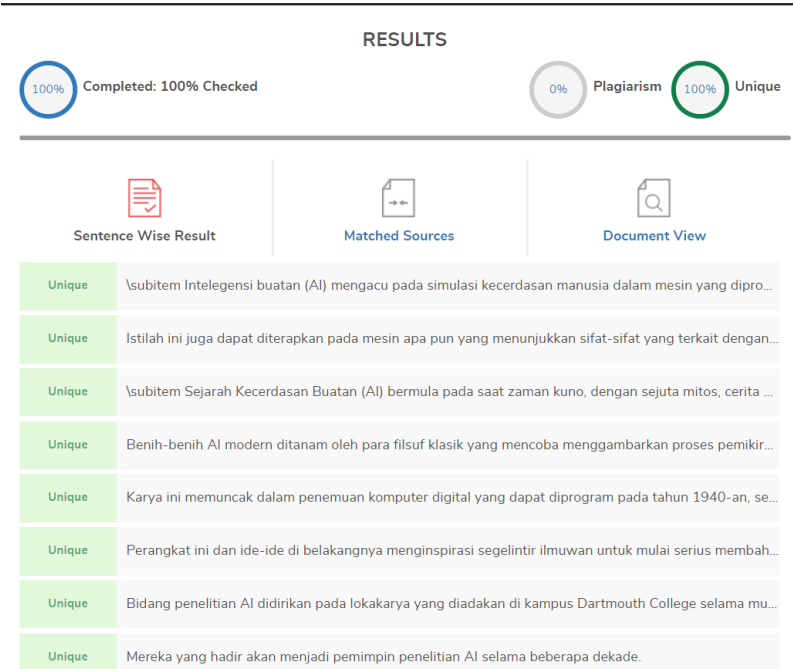 RESULTS
100% Completed: 100% Checked 0% Plagiarism 100% Unique
Sentence Wise Result Matched Sources Document View
Unique \subitem Intelegensi buatan (AI) mengacu pada simulasi kecerdasan manusia dalam mesin yang dipro...
Unique Istilah ini juga dapat diterapkan pada mesin apa pun yang menunjukkan sifat-sifat yang terkait dengan...
Unique \subitem Sejarah Kecerdasan Buatan (AI) bermula pada saat zaman kuno, dengan sejuta mitos, cerita ...
Unique Benih-benih AI modern ditanam oleh para filsuf klasik yang mencoba menggambarkan proses pemikir...
Unique Karya ini memuncak dalam penemuan komputer digital yang dapat diprogram pada tahun 1940-an, se...
Unique Perangkat ini dan ide-ide di belakangnya menginspirasi segelintir ilmuwan untuk mulai serius membah...
Unique Bidang penelitian AI didirikan pada lokakarya yang diadakan di kampus Dartmouth College selama mu...
Unique Mereka yang hadir akan menjadi pemimpin penelitian AI selama beberapa dekade.